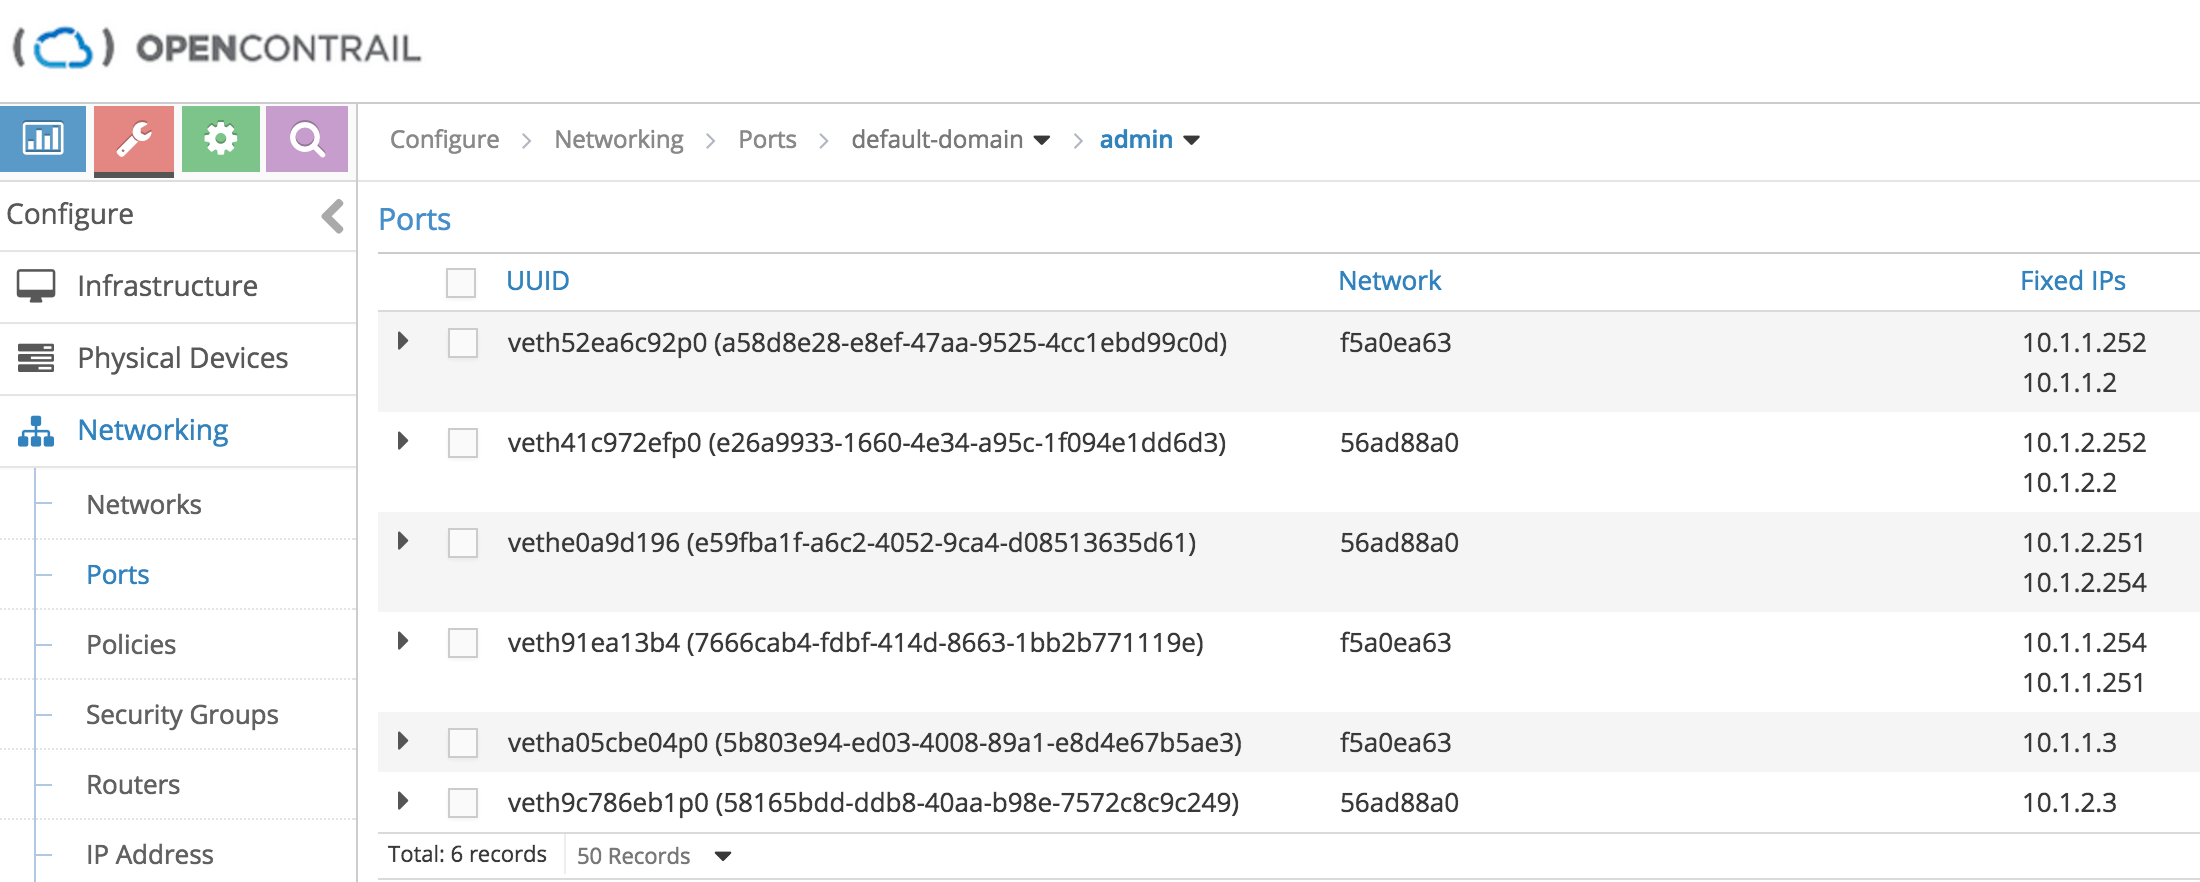 OPENCONTRAIL
Configure > Networking > Ports > default-domain > admin
Configure
Infrastructure
Physical Devices
Networking
Networks
Ports
Policies
Security Groups
Routers
IP Address
Ports
UUID Network Fixed IPs
veth52ea6c92p0 (a58d8e28-e8ef-47aa-9525-4cc1ebd99c0d) f5a0ea63 10.1.1.252
10.1.1.2
veth41c972efp0 (e26a9933-1660-4e34-a95c-1f094e1dd6d3) 56ad88a0 10.1.2.252
10.1.2.2
vethe0a9d196 (e59fba1f-a6c2-4052-9ca4-d08513635d61) 56ad88a0 10.1.2.251
10.1.2.254
veth91ea13b4 (7666cab4-fdbf-414d-8663-1bb2b771119e) f5a0ea63 10.1.1.254
10.1.1.251
vetha05cbe04p0 (5b803e94-ed03-4008-89a1-e8d4e67b5ae3) f5a0ea63 10.1.1.3
veth9c786eb1p0 (58165bdd-ddb8-40aa-b98e-7572c8c9c249) 56ad88a0 10.1.2.3
Total: 6 records 50 Records